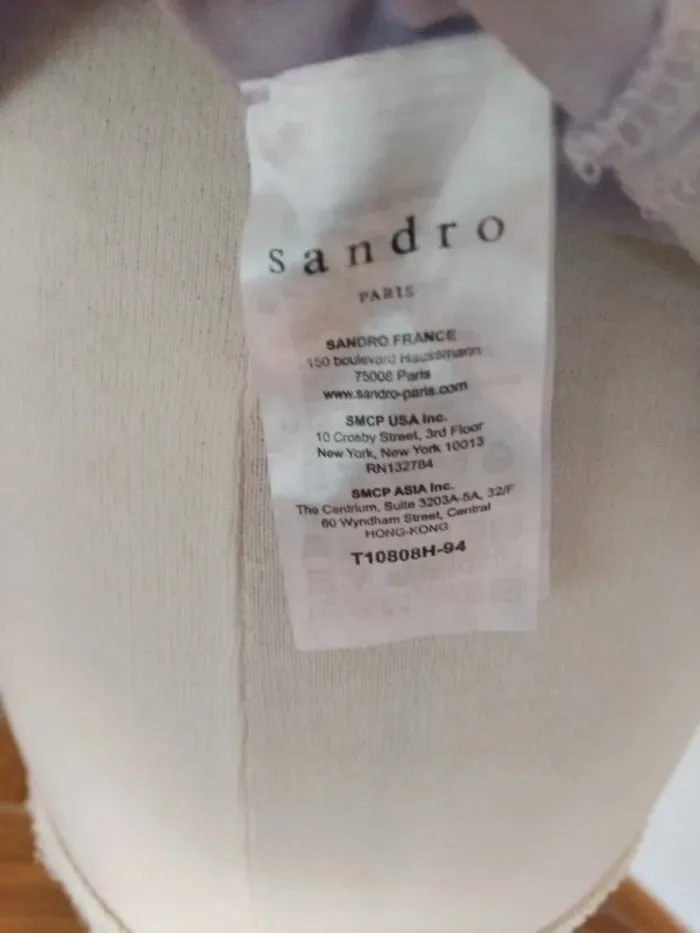 sandro
PARIS
SANDRO FRANCE
150 boulevard Haussmann
75008 Paris
www.sandro-paris.com
SMCP USA Inc.
10 Crosby Street, 3rd Floor
New York, New York 10013
RN132784
SMCP ASIA Inc.
The Centrium, Suite 3203A-5A, 32/F
60 Wyndham Street, Central
HONG-KONG
T10808H-94